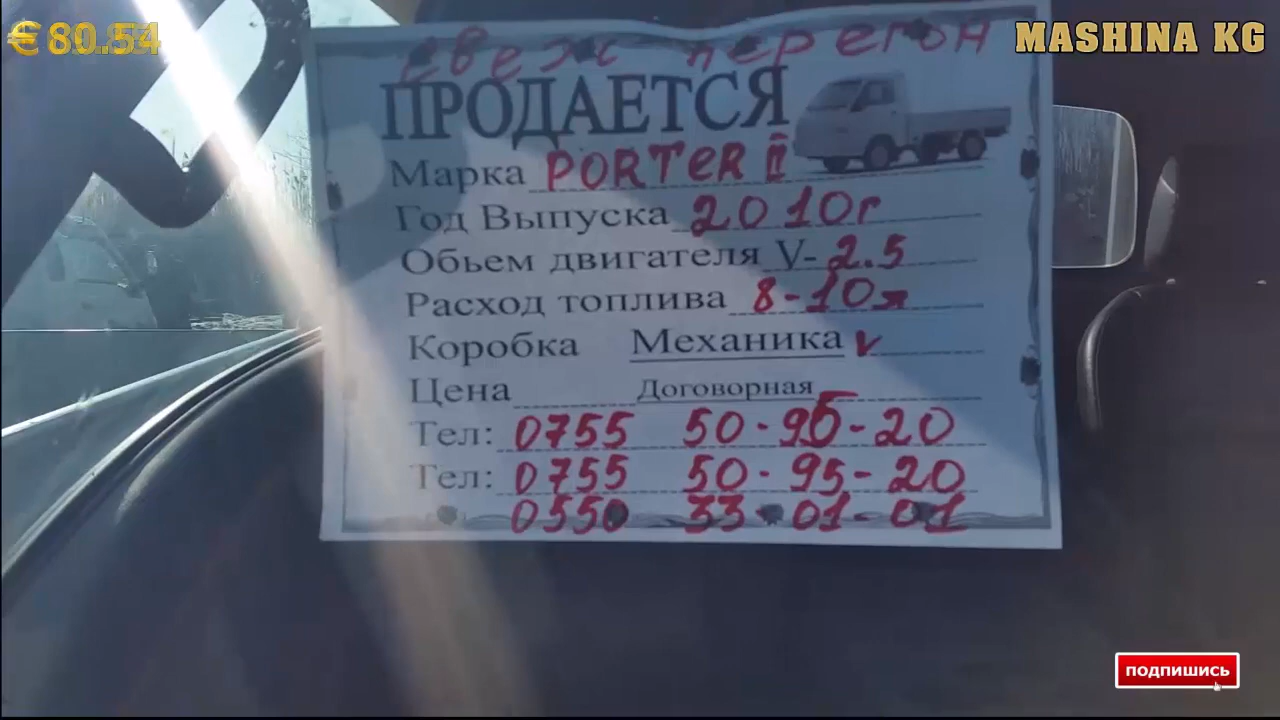 € 80.54
MASHINA KG
свеж перегон
ПРОДАЕТСЯ
Марка PORTER II
Год Выпуска 2010г
Обьем двигателя V- 2.5
Расход топлива 8-10л
Коробка Механика v
Цена Договорная
Тел: 0755 50-95-20
Тел: 0755 50-95-20
0550 33-01-01
подпишись